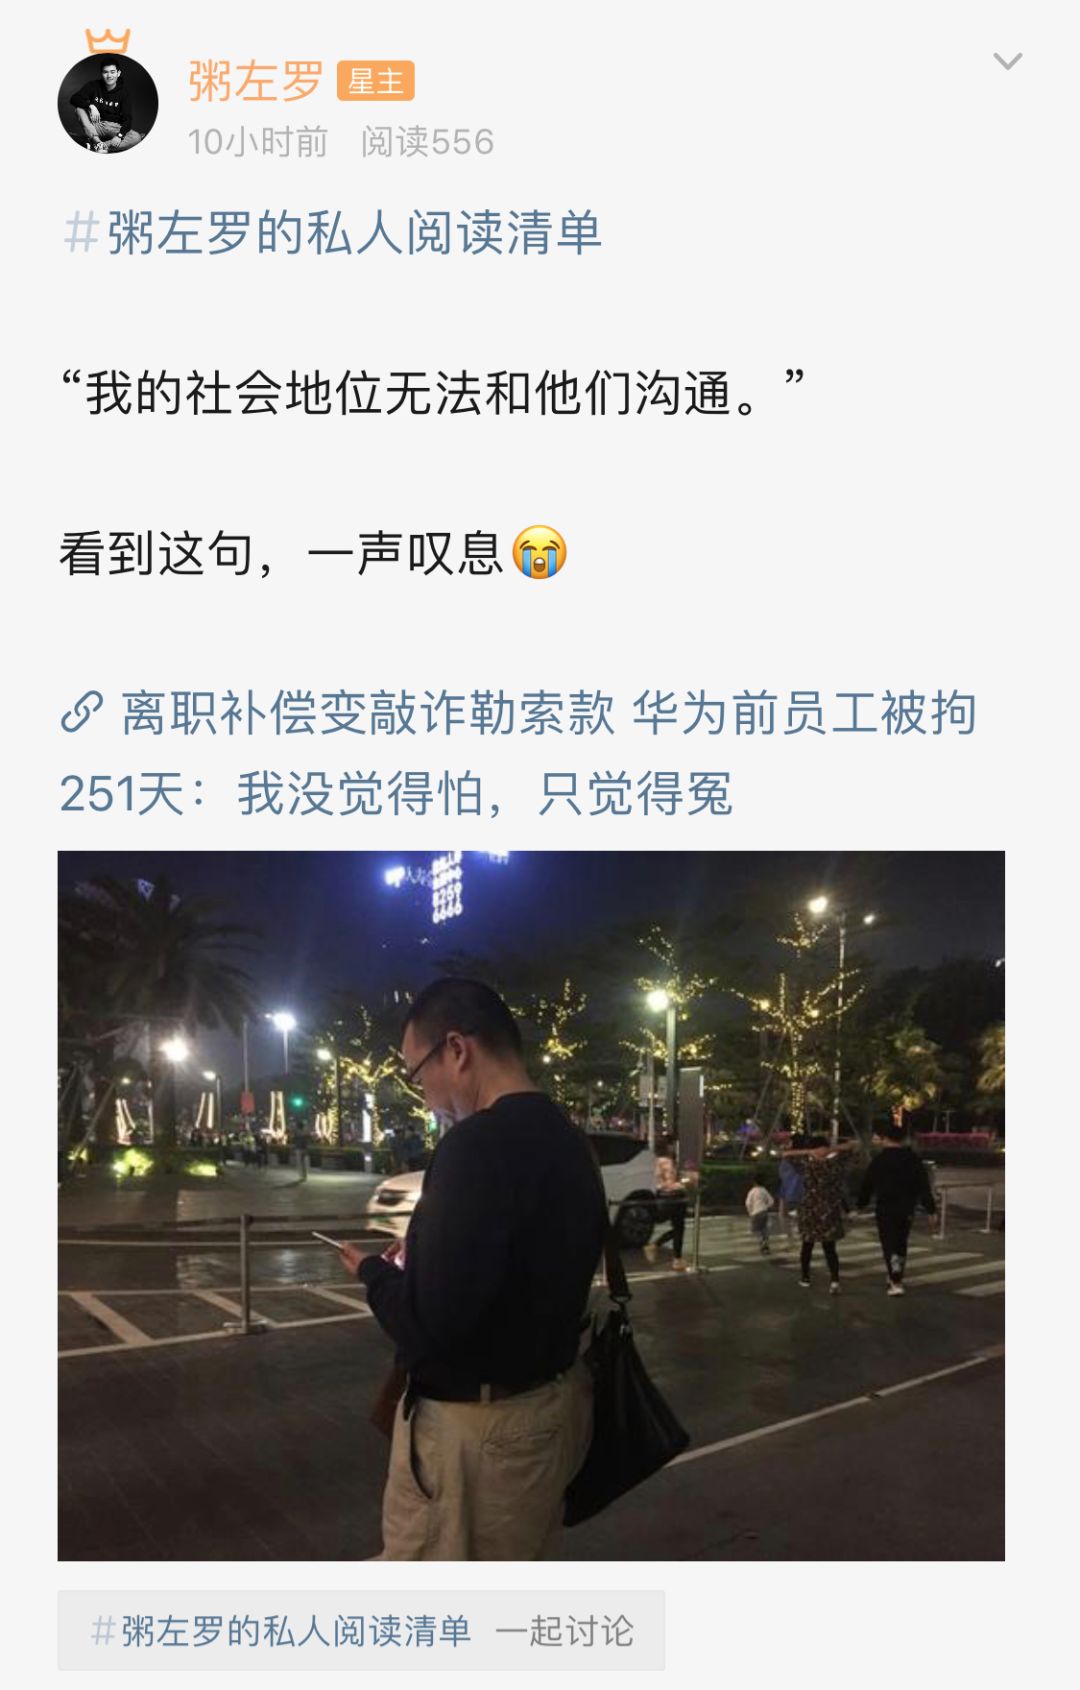 粥左罗 星主
10小时前 阅读556
#粥左罗的私人阅读清单
“我的社会地位无法和他们沟通。”
看到这句，一声叹息😭
离职补偿变敲诈勒索款 华为前员工被拘
251天：我没觉得怕，只觉得冤
8259
6666
#粥左罗的私人阅读清单 一起讨论